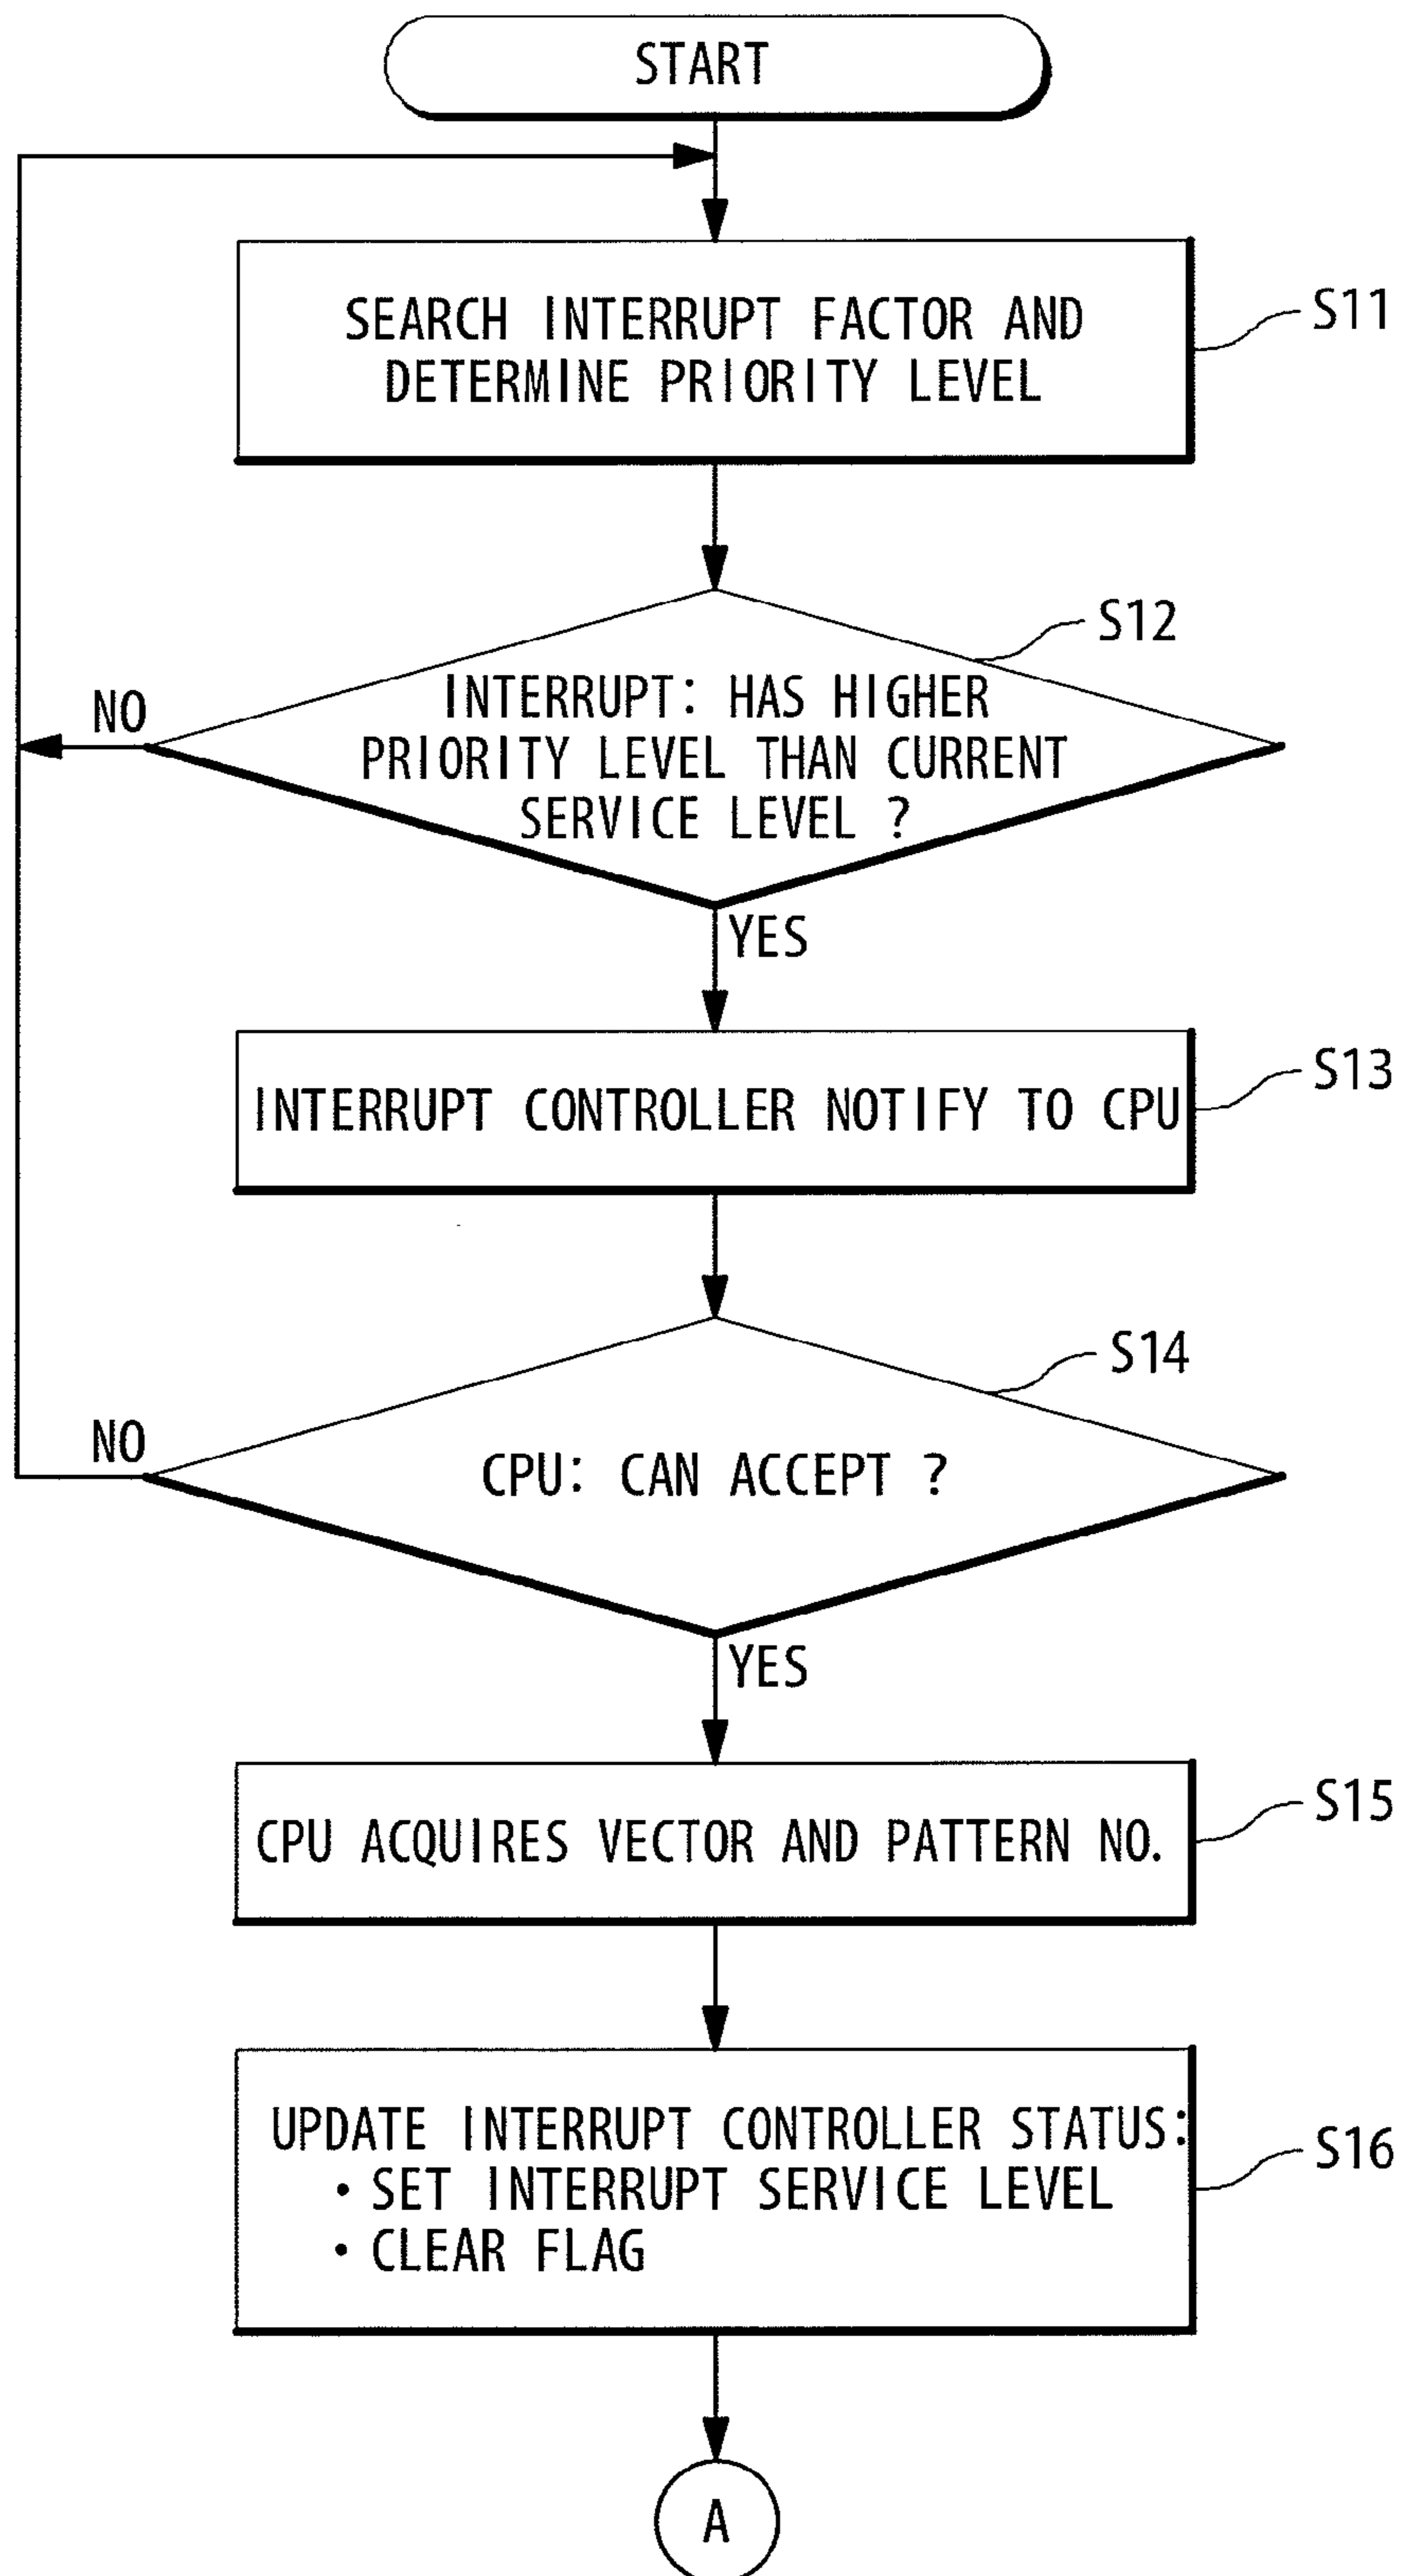 START
SEARCH INTERRUPT FACTOR AND
DETERMINE PRIORITY LEVEL
S11
S12
INTERRUPT: HAS HIGHER
PRIORITY LEVEL THAN CURRENT
SERVICE LEVEL ?
NO
YES
INTERRUPT CONTROLLER NOTIFY TO CPU
S13
S14
CPU: CAN ACCEPT ?
NO
YES
CPU ACQUIRES VECTOR AND PATTERN NO.
S15
UPDATE INTERRUPT CONTROLLER STATUS:
・SET INTERRUPT SERVICE LEVEL
・CLEAR FLAG
S16
A